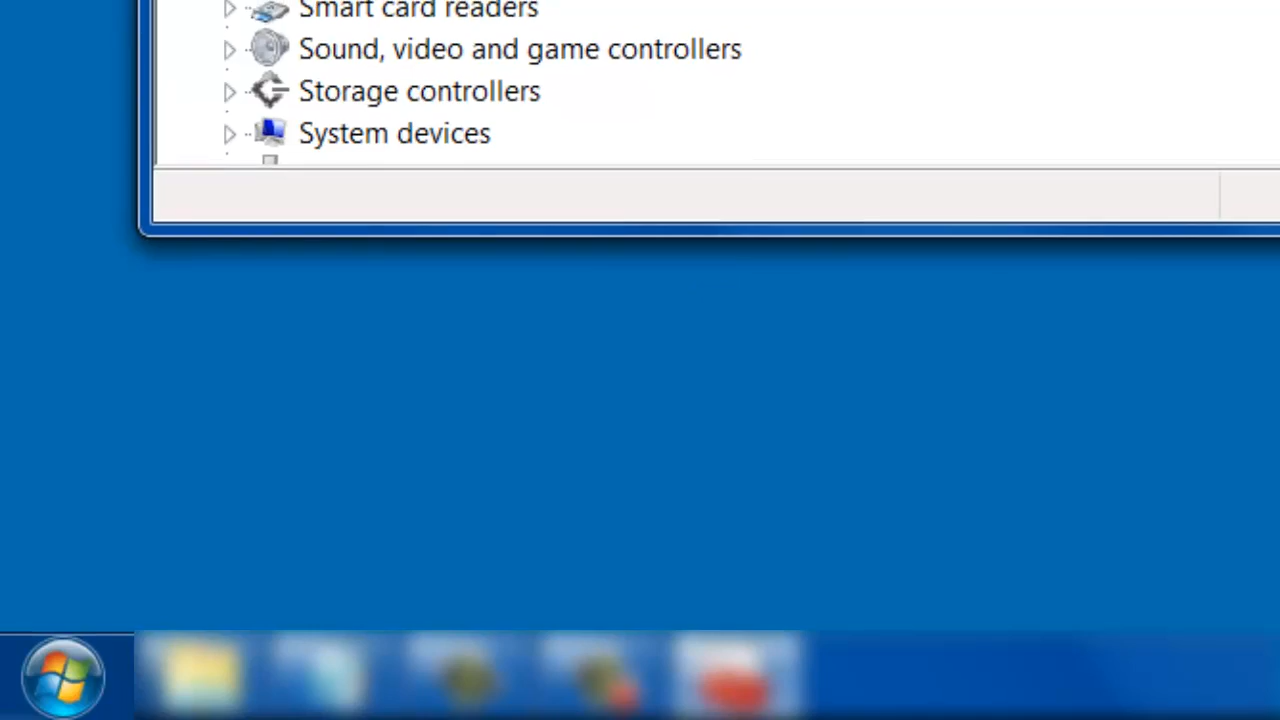 Smart card readers
Sound, video and game controllers
Storage controllers
System devices